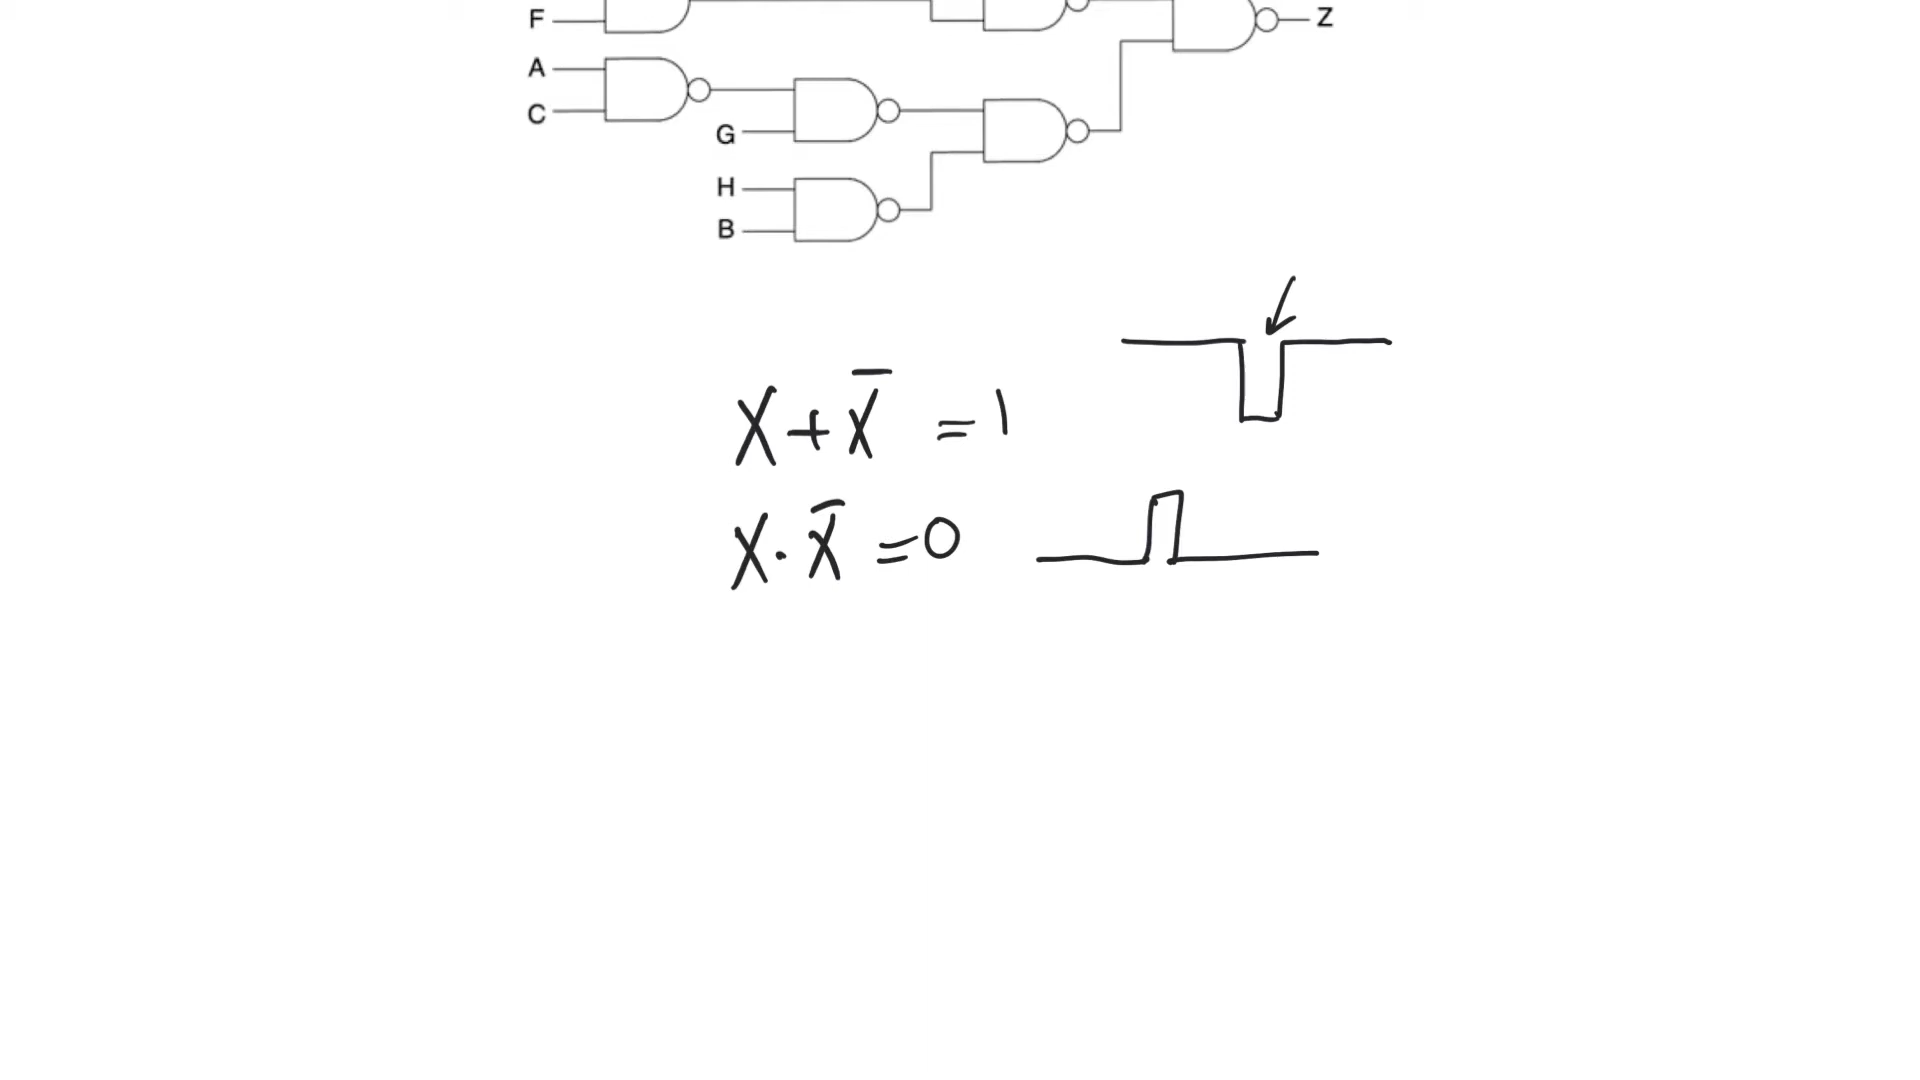 F
Z
A
C
G
H
B
X + X̅ = 1
X · X̅ = 0